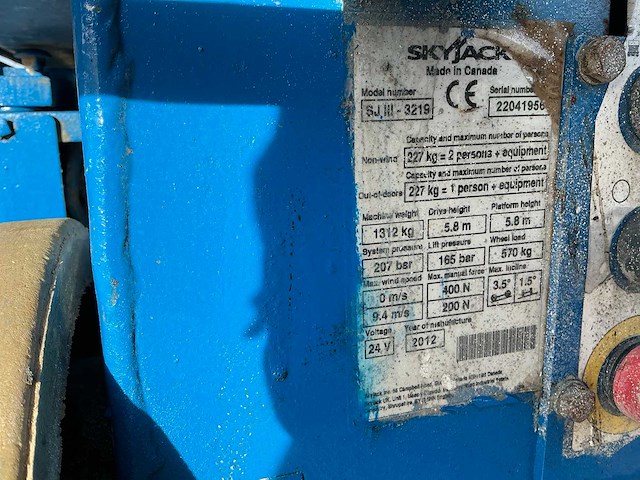 SKYJACK
Made in Canada
Model number
Serial number
CE
SJ III - 3219
22041956
Capacity and maximum number of persons
Non-wind
227 kg = 2 persons + equipment
Capacity and maximum number of persons
Out-of-doors
227 kg = 1 person + equipment
Machine weight Drive height Platform height
1312 kg 5.8 m 5.8 m
System pressure Lift pressure Wheel load
207 bar 165 bar 570 kg
Max. wind speed Max. manual force Max. incline
0 m/s 400 N 3.5° 1.5°
9.4 m/s 200 N
Voltage Year of manufacture
24 V 2012